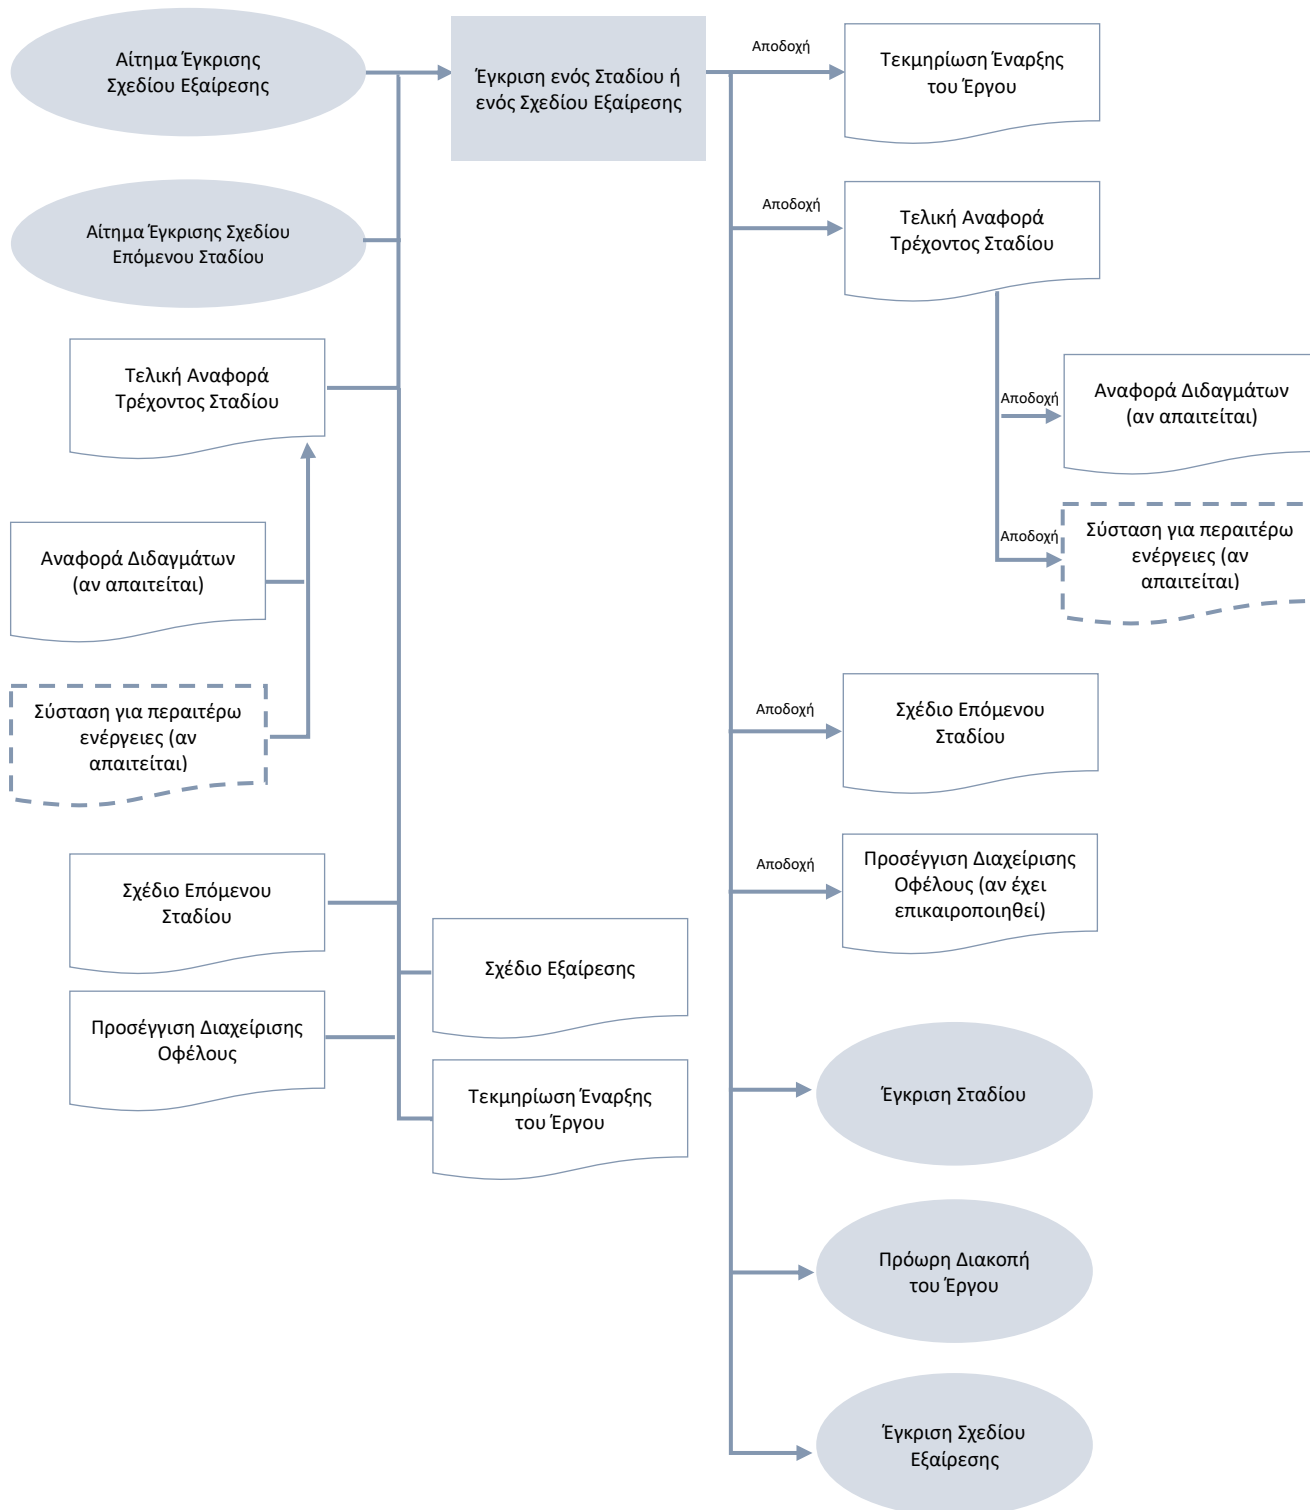 Αίτημα Έγκρισης
Σχεδίου Εξαίρεσης
Έγκριση ενός Σταδίου ή
ενός Σχεδίου Εξαίρεσης
Αποδοχή
Τεκμηρίωση Έναρξης
του Έργου
Αίτημα Έγκρισης Σχεδίου
Επόμενου Σταδίου
Αποδοχή
Τελική Αναφορά
Τρέχοντος Σταδίου
Τελική Αναφορά
Τρέχοντος Σταδίου
Αποδοχή
Αναφορά Διδαγμάτων
(αν απαιτείται)
Αναφορά Διδαγμάτων
(αν απαιτείται)
Αποδοχή
Σύσταση για περαιτέρω
ενέργειες (αν
απαιτείται)
Σύσταση για περαιτέρω
ενέργειες (αν
απαιτείται)
Αποδοχή
Σχέδιο Επόμενου
Σταδίου
Σχέδιο Επόμενου
Σταδίου
Αποδοχή
Προσέγγιση Διαχείρισης
Οφέλους (αν έχει
επικαιροποιηθεί)
Σχέδιο Εξαίρεσης
Προσέγγιση Διαχείρισης
Οφέλους
Τεκμηρίωση Έναρξης
του Έργου
Έγκριση Σταδίου
Πρόωρη Διακοπή
του Έργου
Έγκριση Σχεδίου
Εξαίρεσης